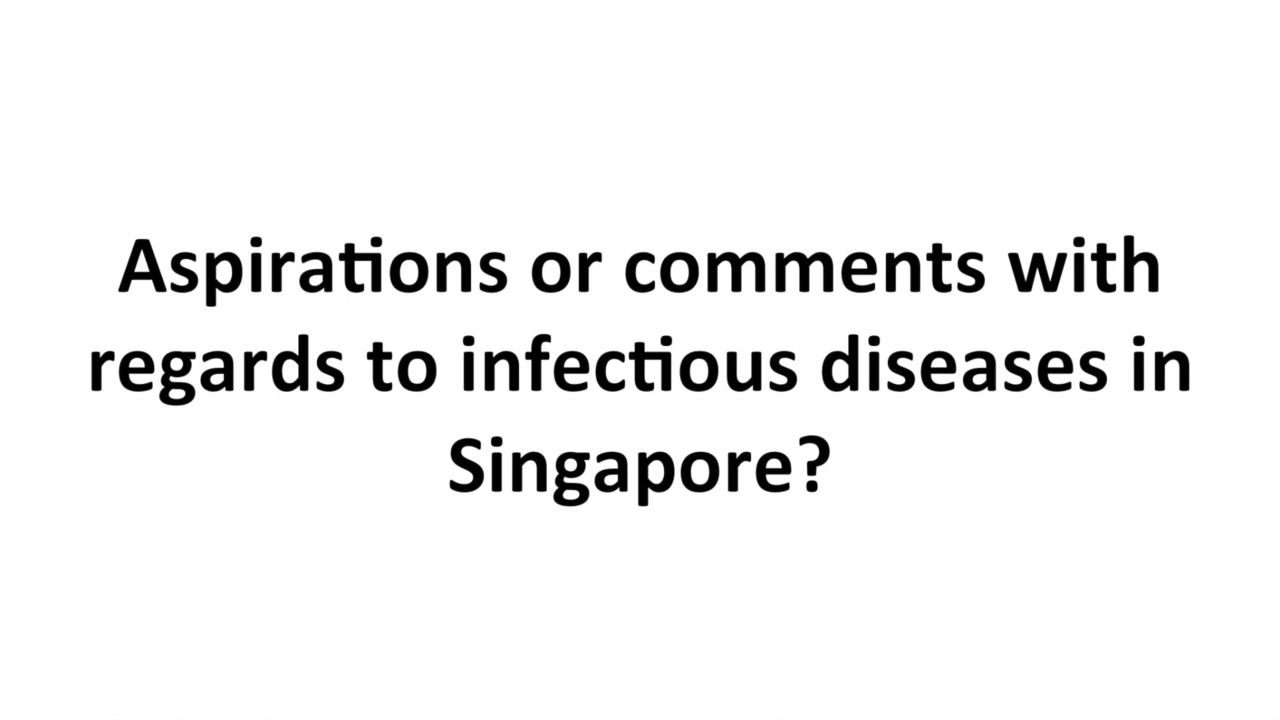 Aspirations or comments with
regards to infectious diseases in
Singapore?